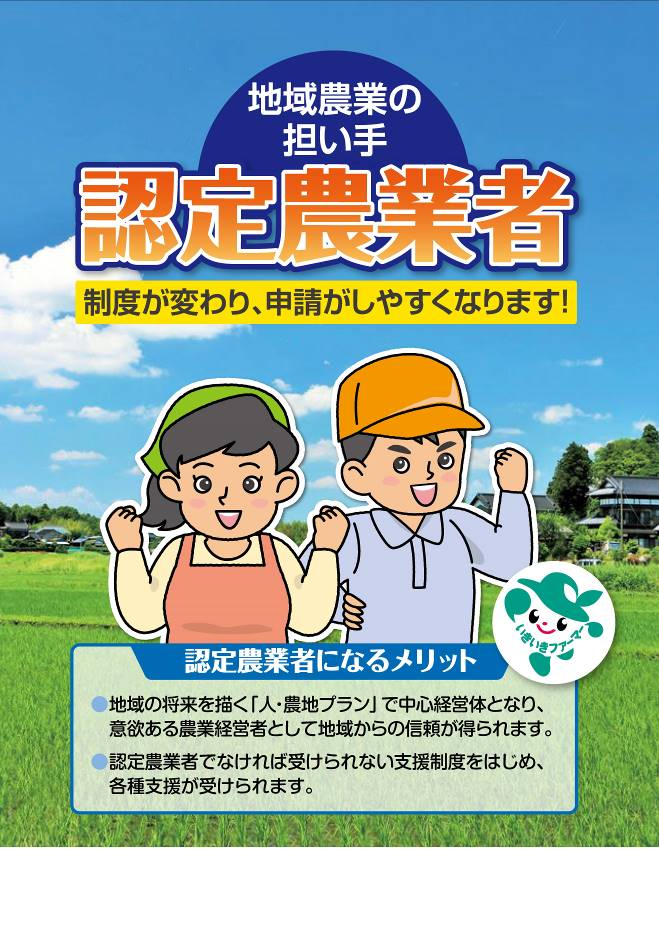 地域農業の
担い手
認定農業者
制度が変わり、申請がしやすくなります!
いきいきファーマー
認定農業者になるメリット
●地域の将来を描く「人・農地プラン」で中心経営体となり、
意欲ある農業経営者として地域からの信頼が得られます。
●認定農業者でなければ受けられない支援制度をはじめ、
各種支援が受けられます。